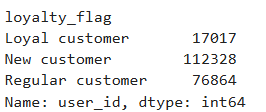 loyalty_flag
Loyal customer 17017
New customer 112328
Regular customer 76864
Name: user_id, dtype: int64